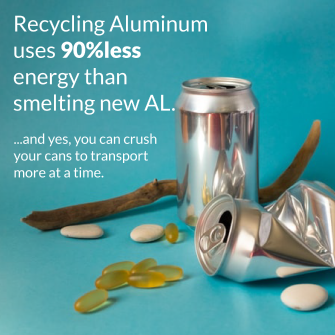 Recycling Aluminum
uses 90%less
energy than
smelting new AL.
...and yes, you can crush
your cans to transport
more at a time.